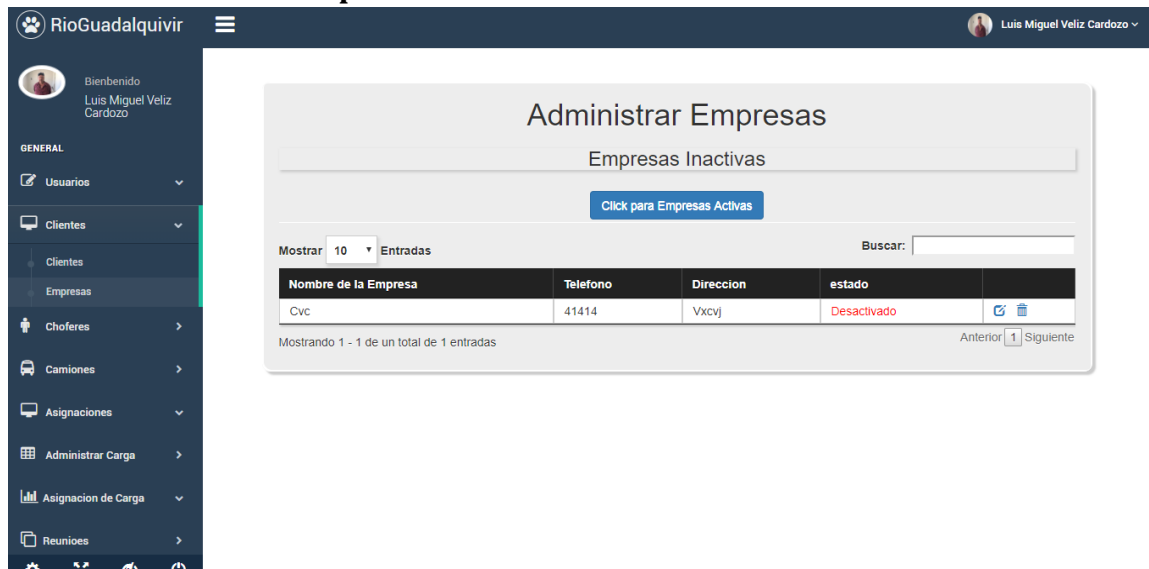 RioGuadalquivir
Luis Miguel Veliz Cardozo
Bienbenido
Luis Miguel Veliz
Cardozo
GENERAL
Usuarios
Clientes
Clientes
Empresas
Choferes
Camiones
Asignaciones
Administrar Carga
Asignacion de Carga
Reunioes
Administrar Empresas
Empresas Inactivas
Click para Empresas Activas
Mostrar 10 Entradas
Buscar:
Nombre de la Empresa Telefono Direccion estado
Cvc 41414 Vxcvj Desactivado
Mostrando 1 - 1 de un total de 1 entradas
Anterior 1 Siguiente